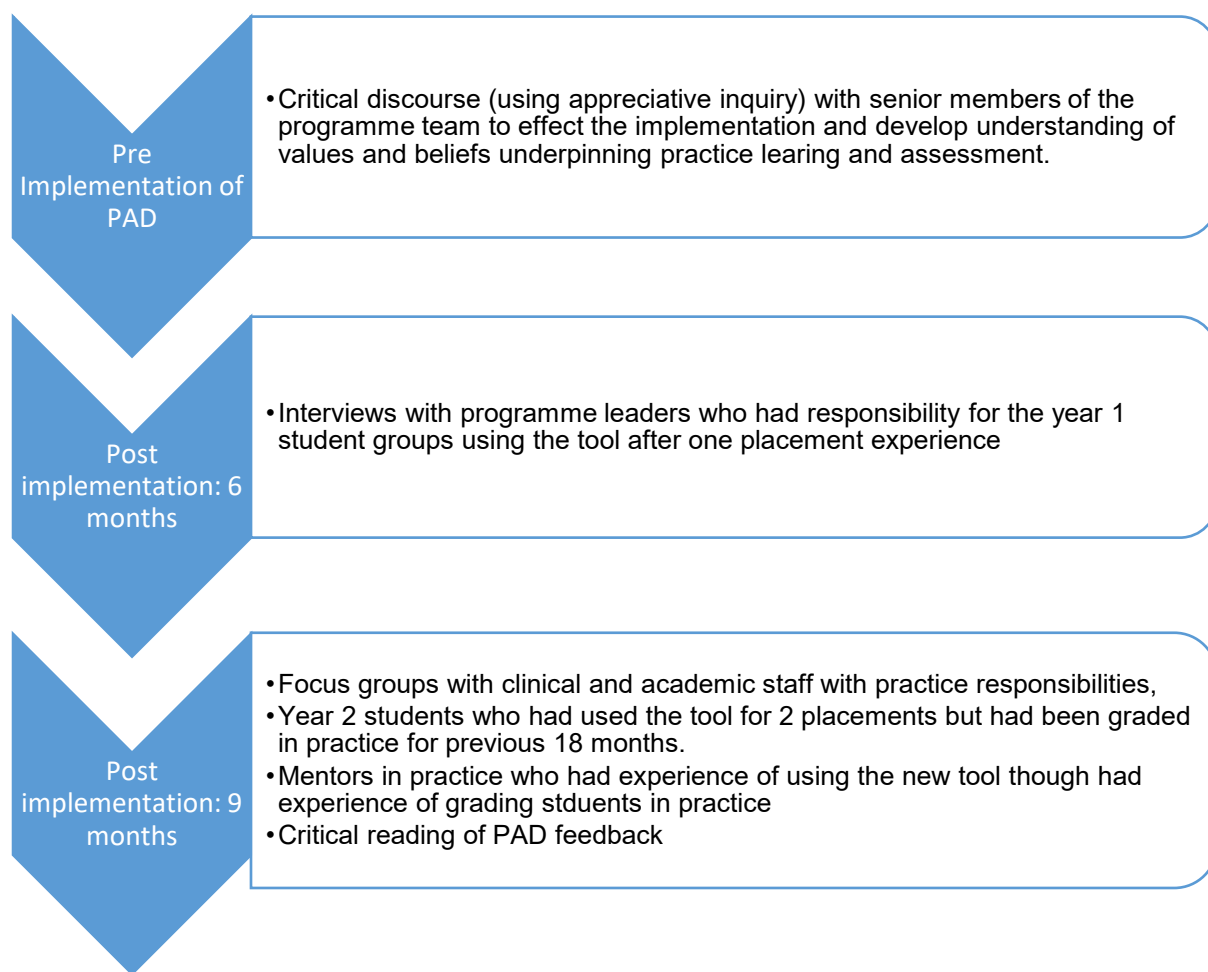 Pre
Implementation of
PAD
•Critical discourse (using appreciative inquiry) with senior members of the
programme team to effect the implementation and develop understanding of
values and beliefs underpinning practice learing and assessment.
Post
implementation: 6
months
•Interviews with programme leaders who had responsibility for the year 1
student groups using the tool after one placement experience
Post
implementation: 9
months
•Focus groups with clinical and academic staff with practice responsibilities,
•Year 2 students who had used the tool for 2 placements but had been graded
in practice for previous 18 months.
•Mentors in practice who had experience of using the new tool though had
experience of grading stduents in practice
•Critical reading of PAD feedback